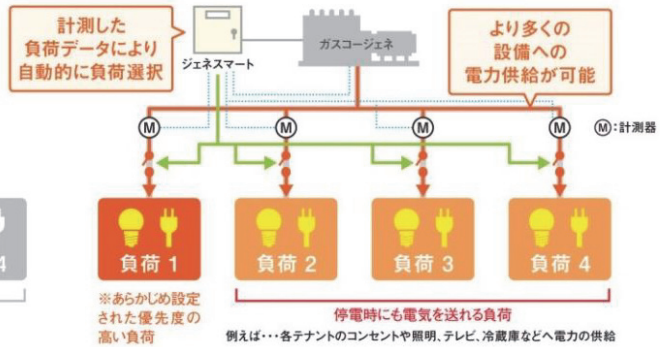 計測した
負荷データにより
自動的に負荷選択
ジェネスマート
ガスコージェネ
より多くの
設備への
電力供給が可能
M
M
M
M
M:計測器
4
負荷 1
負荷 2
負荷 3
負荷 4
※あらかじめ設定
された優先度の
高い負荷
停電時にも電気を送れる負荷
例えば・・・各テナントのコンセントや照明、テレビ、冷蔵庫などへ電力の供給